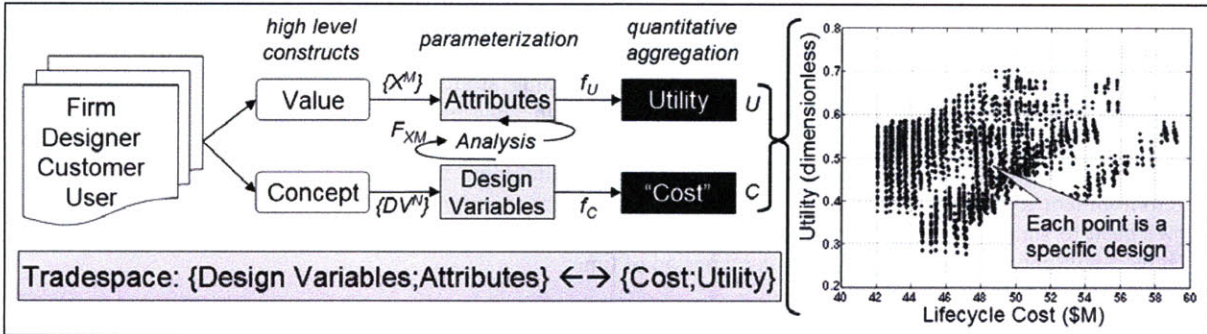 high level
constructs
parameterization
quantitative
aggregation
Firm
Designer
Customer
User
Value
{X^M}
Attributes
f_U
Utility
U
F_XM
Analysis
Concept
{DV^N}
Design
Variables
f_C
"Cost"
C
Tradespace: {Design Variables;Attributes} ←→ {Cost;Utility}
Utility (dimensionless)
0.8
0.7
0.6
0.5
0.4
0.3
0.2
Each point is a
specific design
40 42 44 46 48 50 52 54 56 58 60
Lifecycle Cost ($M)